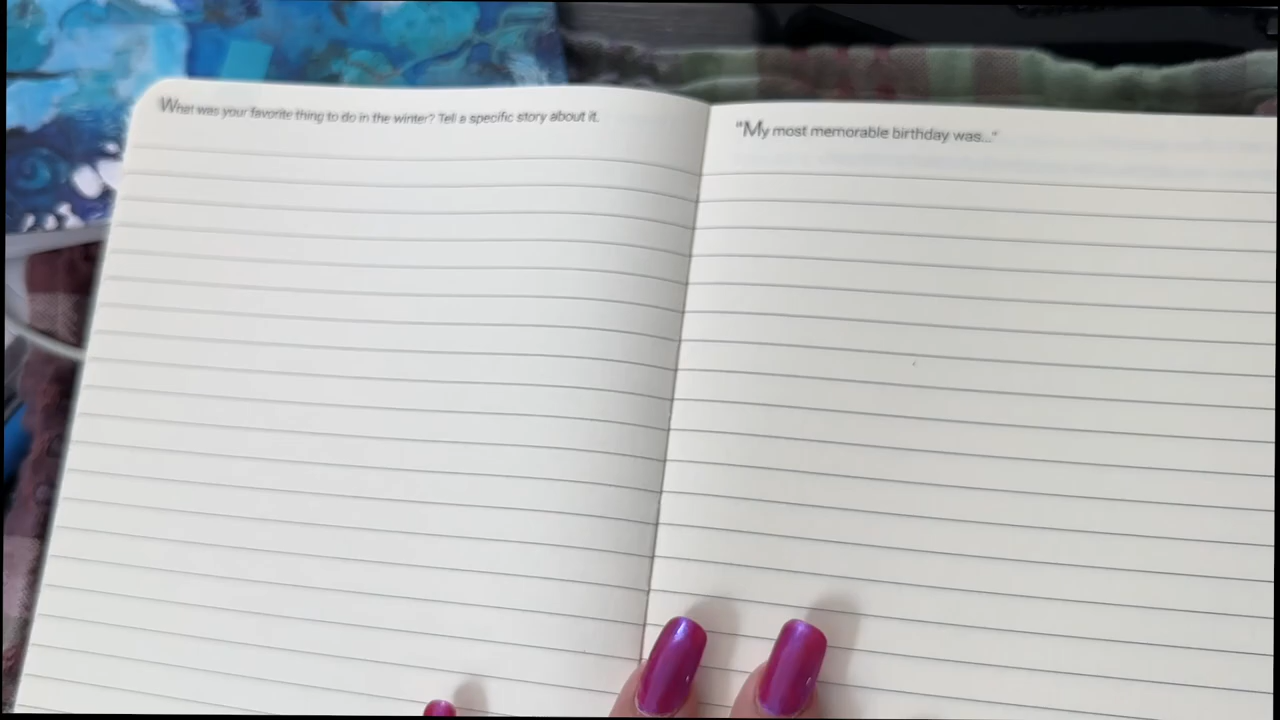 What was your favorite thing to do in the winter? Tell a specific story about it.
"My most memorable birthday was..."